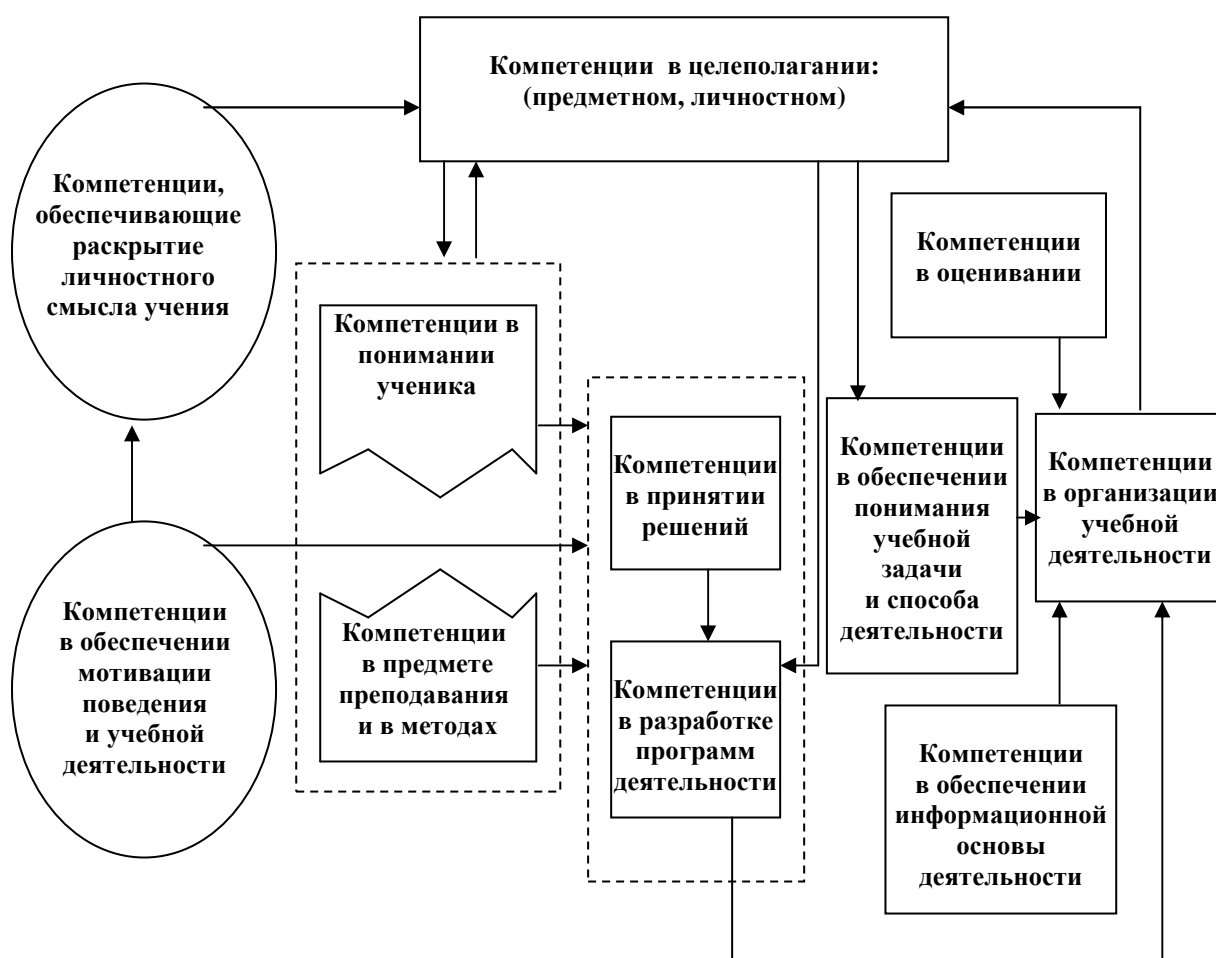 Компетенции в целеполагании:
(предметном, личностном)
Компетенции,
обеспечивающие
раскрытие
личностного
смысла учения
Компетенции
в оценивании
Компетенции в
понимании
ученика
Компетенции
в принятии
решений
Компетенции
в обеспечении
понимания
учебной
задачи
и способа
деятельности
Компетенции
в организации
учебной
деятельности
Компетенции
в обеспечении
мотивации
поведения
и учебной
деятельности
Компетенции
в предмете
преподавания
и в методах
Компетенции
в разработке
программ
деятельности
Компетенции
в обеспечении
информационной
основы
деятельности